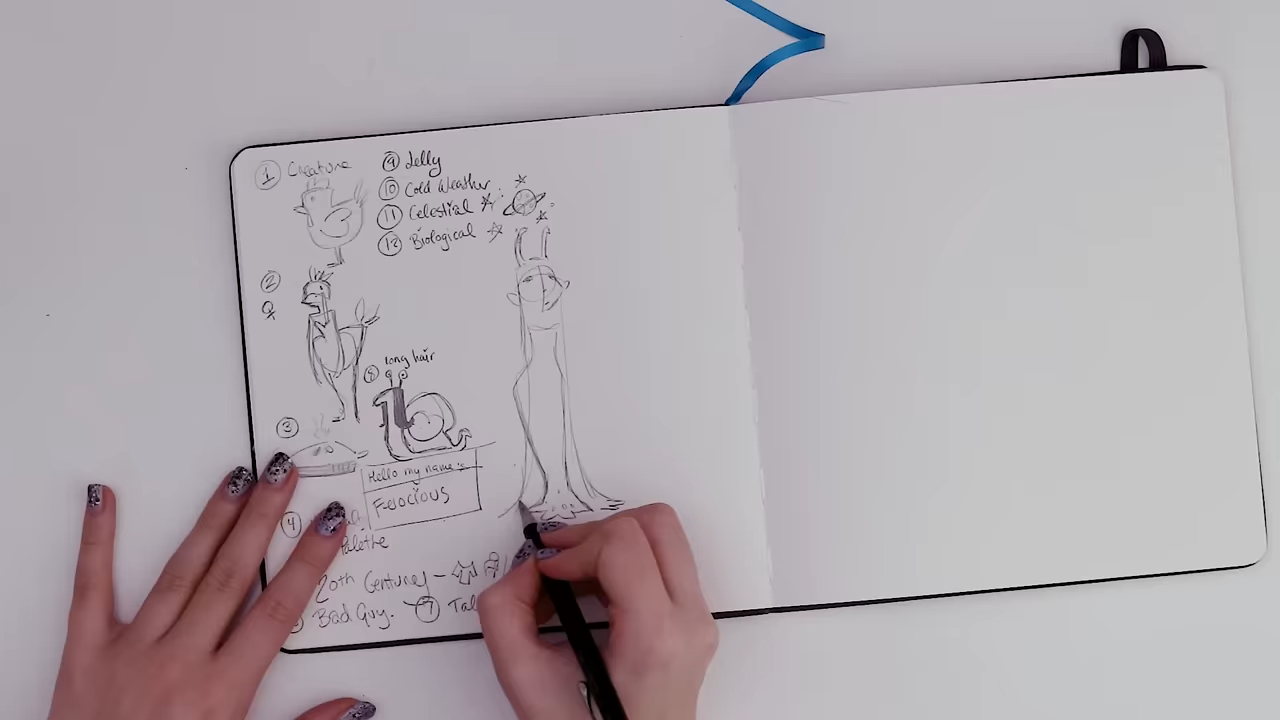 ① Creature
⑨ Jelly
⑩ Cold Weather
⑪ Celestial
⑫ Biological
②
③
⑧ long hair
Hello my name is
Ferocious
④
Palette
20th Century -
Bad Guy. ⑦